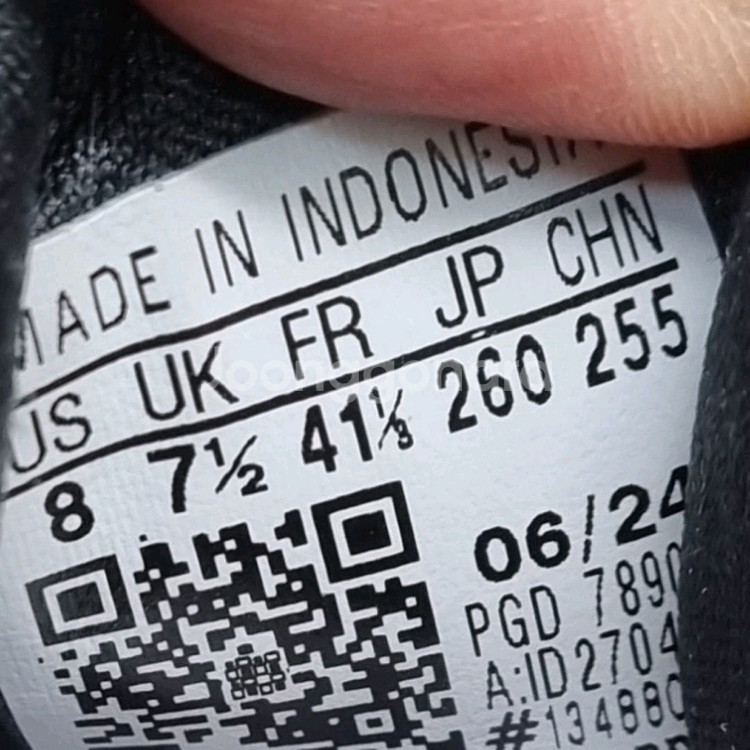 MADE IN INDONESIA
US UK FR JP CHN
8 7½ 41⅓ 260 255
06/24
PGD 7890
A:ID2704
#134880
Joonggonara